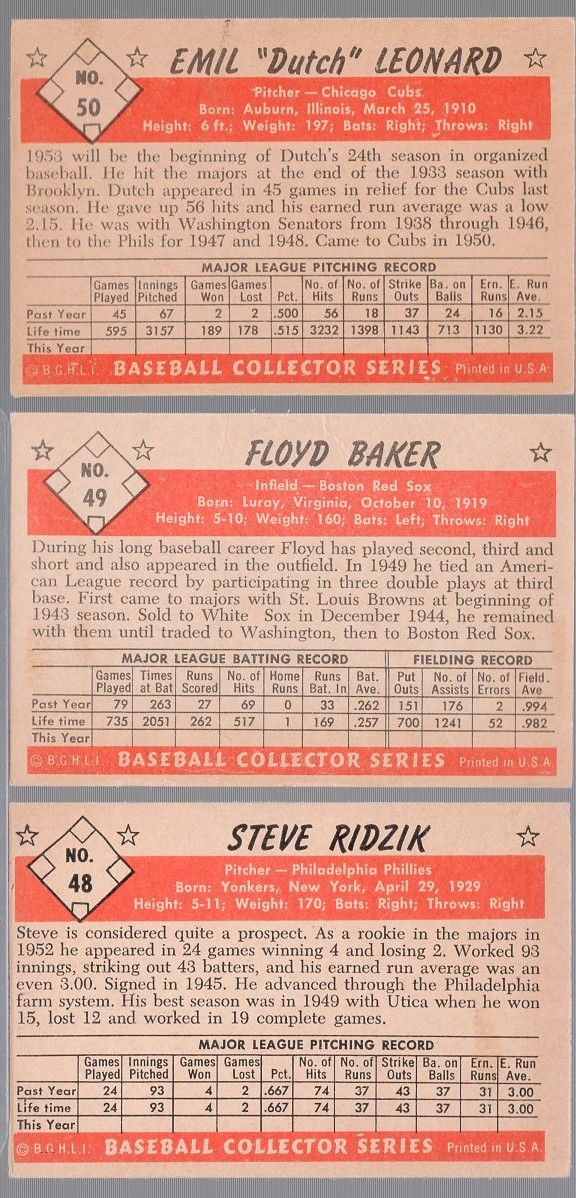 NO. 50
EMIL "Dutch" LEONARD
Pitcher — Chicago Cubs
Born: Auburn, Illinois, March 25, 1910
Height: 6 ft.; Weight: 197; Bats: Right; Throws: Right
1953 will be the beginning of Dutch's 24th season in organized
baseball. He hit the majors at the end of the 1933 season with
Brooklyn. Dutch appeared in 45 games in relief for the Cubs last
season. He gave up 56 hits and his earned run average was a low
2.15. He was with Washington Senators from 1938 through 1946,
then to the Phils for 1947 and 1948. Came to Cubs in 1950.
MAJOR LEAGUE PITCHING RECORD
Games Played Innings Pitched Games Won Games Lost Pct. No. of Hits No. of Runs Strike Outs Ba. on Balls Ern. Runs E. Run Ave.
Past Year 45 67 2 2 .500 56 18 37 24 16 2.15
Life time 595 3157 189 178 .515 3232 1398 1143 713 1130 3.22
This Year
© B.G.H.L.I. BASEBALL COLLECTOR SERIES Printed in U.S.A.
NO. 49
FLOYD BAKER
Infield — Boston Red Sox
Born: Luray, Virginia, October 10, 1919
Height: 5-10; Weight: 160; Bats: Left; Throws: Right
During his long baseball career Floyd has played second, third and
short and also appeared in the outfield. In 1949 he tied an Ameri-
can League record by participating in three double plays at third
base. First came to majors with St. Louis Browns at beginning of
1943 season. Sold to White Sox in December 1944, he remained
with them until traded to Washington, then to Boston Red Sox.
MAJOR LEAGUE BATTING RECORD FIELDING RECORD
Games Played Times at Bat Runs Scored No. of Hits Home Runs Runs Bat. In Bat. Ave. Put Outs No. of Assists No. of Errors Field. Ave
Past Year 79 263 27 69 0 33 .262 151 176 2 .994
Life time 735 2051 262 517 1 169 .257 700 1241 52 .982
This Year
© B.G.H.L.I. BASEBALL COLLECTOR SERIES Printed in U.S.A
NO. 48
STEVE RIDZIK
Pitcher — Philadelphia Phillies
Born: Yonkers, New York, April 29, 1929
Height: 5-11; Weight: 170; Bats: Right; Throws: Right
Steve is considered quite a prospect. As a rookie in the majors in
1952 he appeared in 24 games winning 4 and losing 2. Worked 93
innings, striking out 43 batters, and his earned run average was an
even 3.00. Signed in 1945. He advanced through the Philadelphia
farm system. His best season was in 1949 with Utica when he won
15, lost 12 and worked in 19 complete games.
MAJOR LEAGUE PITCHING RECORD
Games Played Innings Pitched Games Won Games Lost Pct. No. of Hits No. of Runs Strike Outs Ba. on Balls Ern. Runs E. Run Ave.
Past Year 24 93 4 2 .667 74 37 43 37 31 3.00
Life time 24 93 4 2 .667 74 37 43 37 31 3.00
This Year
© B.G.H.L.I. BASEBALL COLLECTOR SERIES Printed in U.S.A.